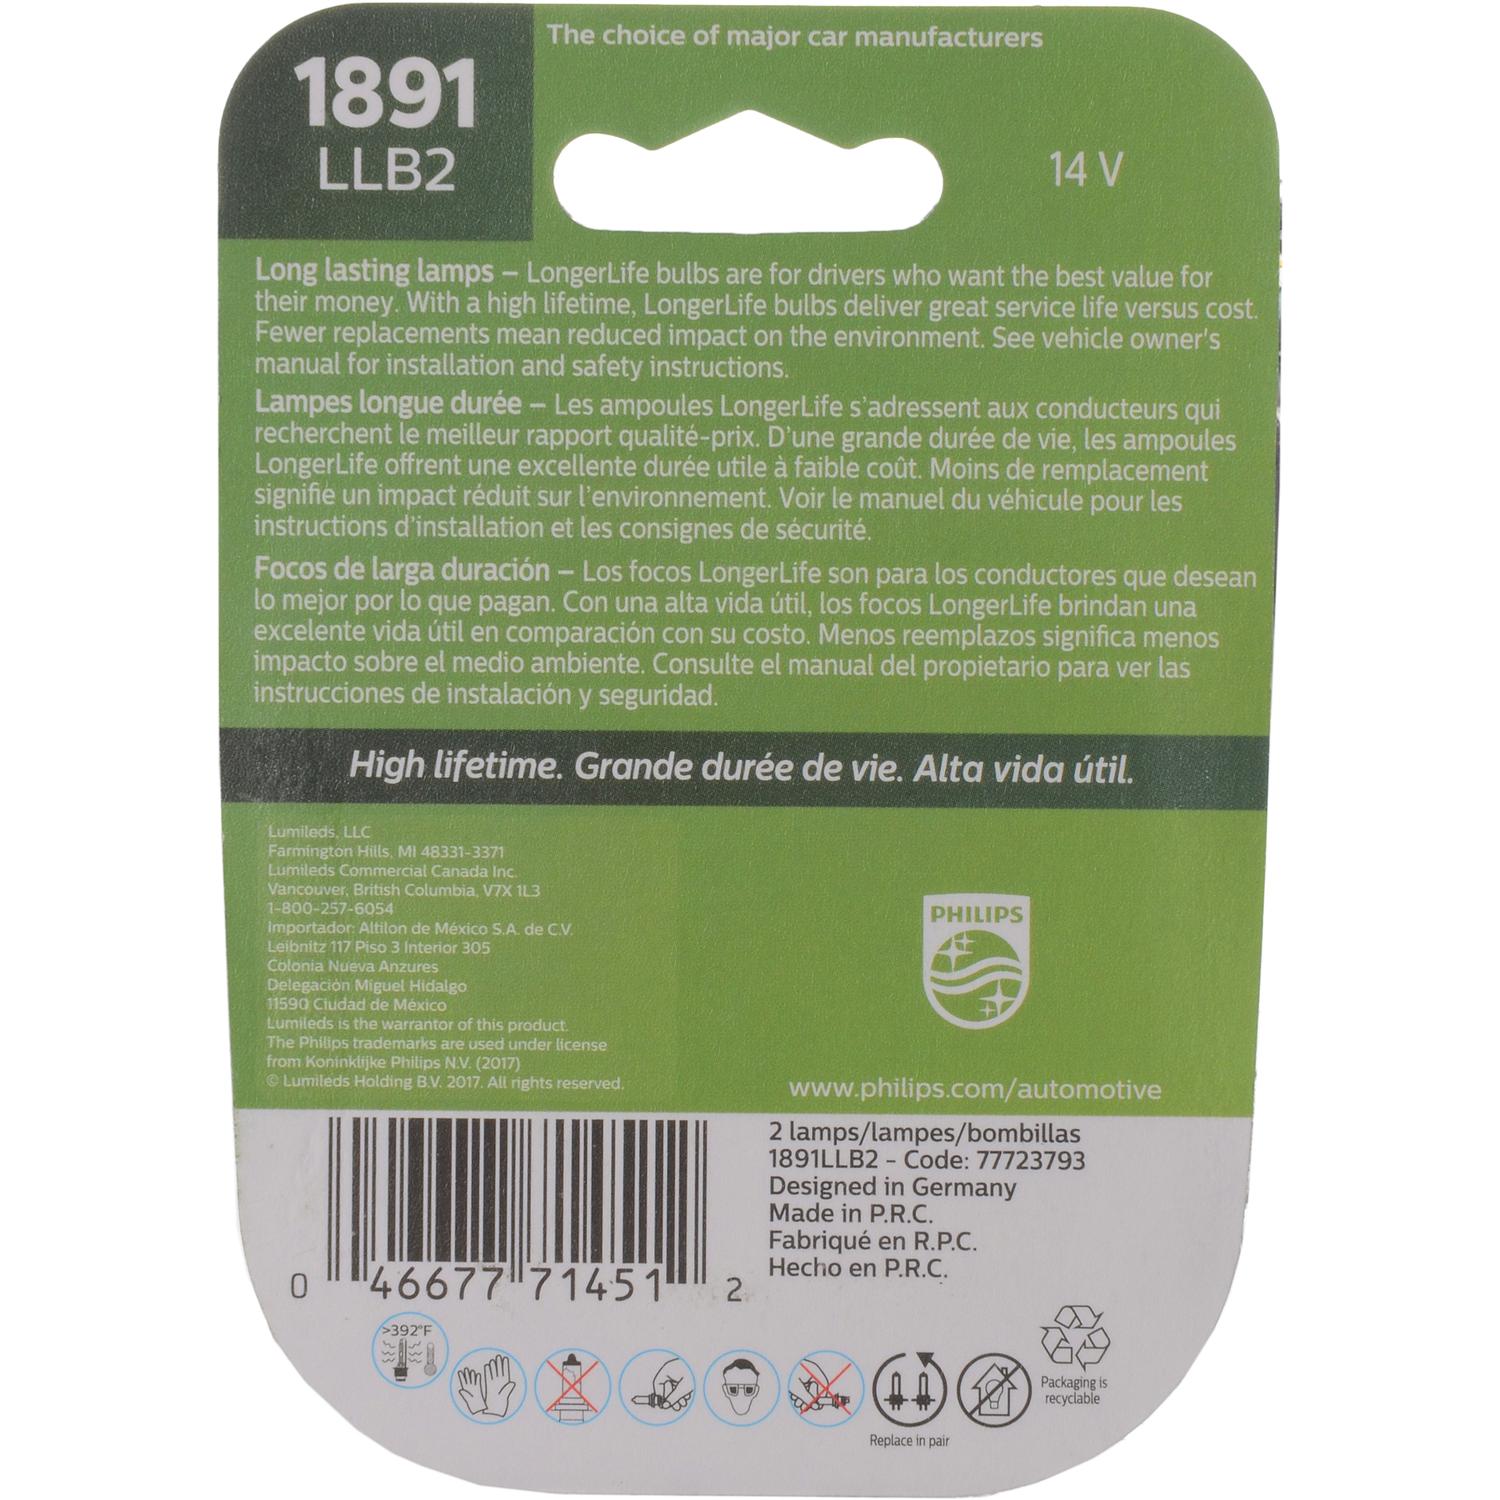 1891
LLB2
The choice of major car manufacturers
14 V
Long lasting lamps – LongerLife bulbs are for drivers who want the best value for
their money. With a high lifetime, LongerLife bulbs deliver great service life versus cost.
Fewer replacements mean reduced impact on the environment. See vehicle owner's
manual for installation and safety instructions.
Lampes longue durée – Les ampoules LongerLife s'adressent aux conducteurs qui
recherchent le meilleur rapport qualité-prix. D'une grande durée de vie, les ampoules
LongerLife offrent une excellente durée utile à faible coût. Moins de remplacement
signifie un impact réduit sur l'environnement. Voir le manuel du véhicule pour les
instructions d'installation et les consignes de sécurité.
Focos de larga duración – Los focos LongerLife son para los conductores que desean
lo mejor por lo que pagan. Con una alta vida útil, los focos LongerLife brindan una
excelente vida útil en comparación con su costo. Menos reemplazos significa menos
impacto sobre el medio ambiente. Consulte el manual del propietario para ver las
instrucciones de instalación y seguridad.
High lifetime. Grande durée de vie. Alta vida útil.
Lumileds, LLC
Farmington Hills, MI 48331-3371
Lumileds Commercial Canada Inc.
Vancouver, British Columbia, V7X 1L3
1-800-257-6054
Importador: Altilon de México S.A. de C.V.
Leibnitz 117 Piso 3 Interior 305
Colonia Nueva Anzures
Delegación Miguel Hidalgo
11590 Ciudad de México
Lumileds is the warrantor of this product.
The Philips trademarks are used under license
from Koninklijke Philips N.V. (2017)
© Lumileds Holding B.V. 2017. All rights reserved.
PHILIPS
www.philips.com/automotive
0 46677 71451 2
2 lamps/lampes/bombillas
1891LLB2 - Code: 77723793
Designed in Germany
Made in P.R.C.
Fabriqué en R.P.C.
Hecho en P.R.C.
>392°F
Replace in pair
Packaging is
recyclable